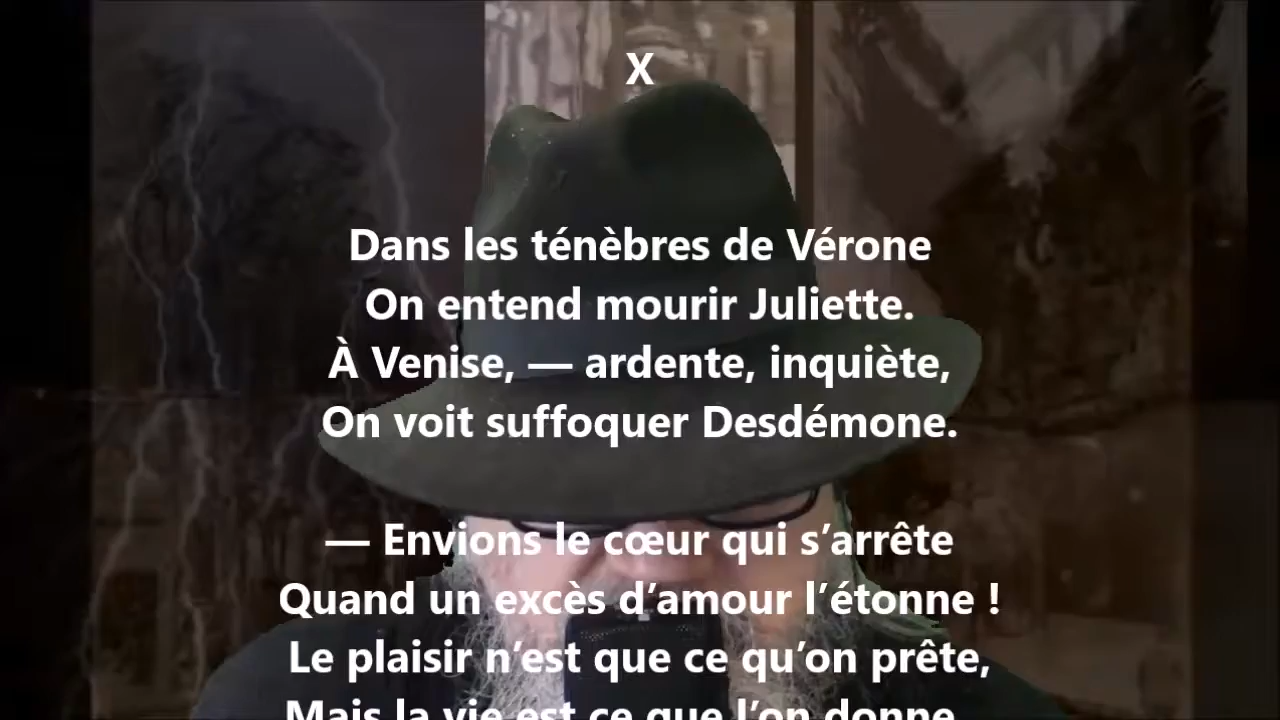 X
Dans les ténèbres de Vérone
On entend mourir Juliette.
À Venise, — ardente, inquiète,
On voit suffoquer Desdémone.
— Envions le cœur qui s’arrête
Quand un excès d’amour l’étonne !
Le plaisir n’est que ce qu’on prête,
Mais la vie est ce que l’on donne